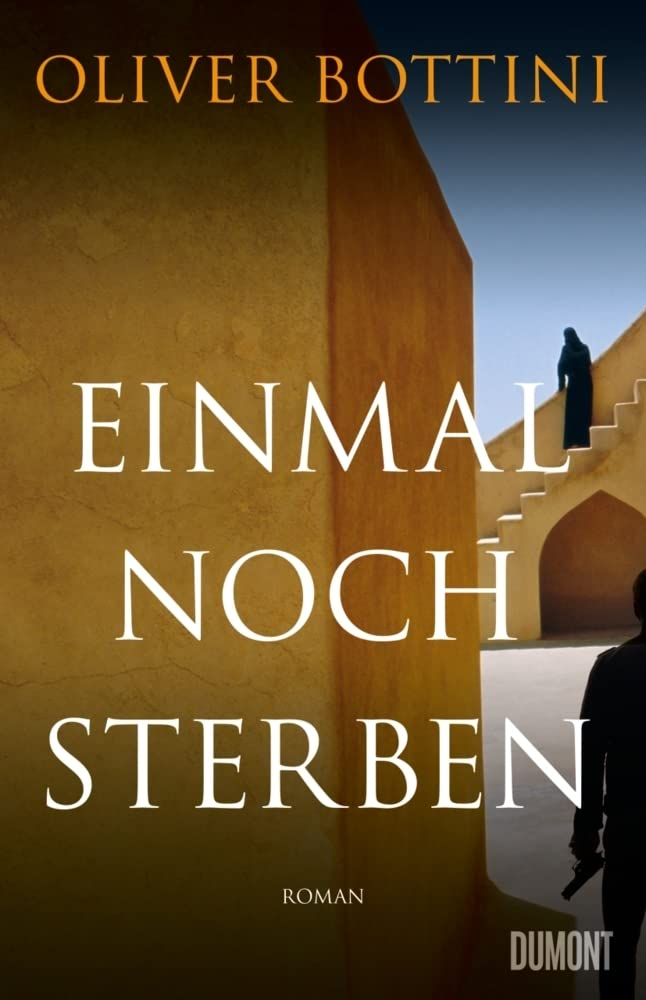 OLIVER BOTTINI
EINMAL
NOCH
STERBEN
ROMAN
DUMONT